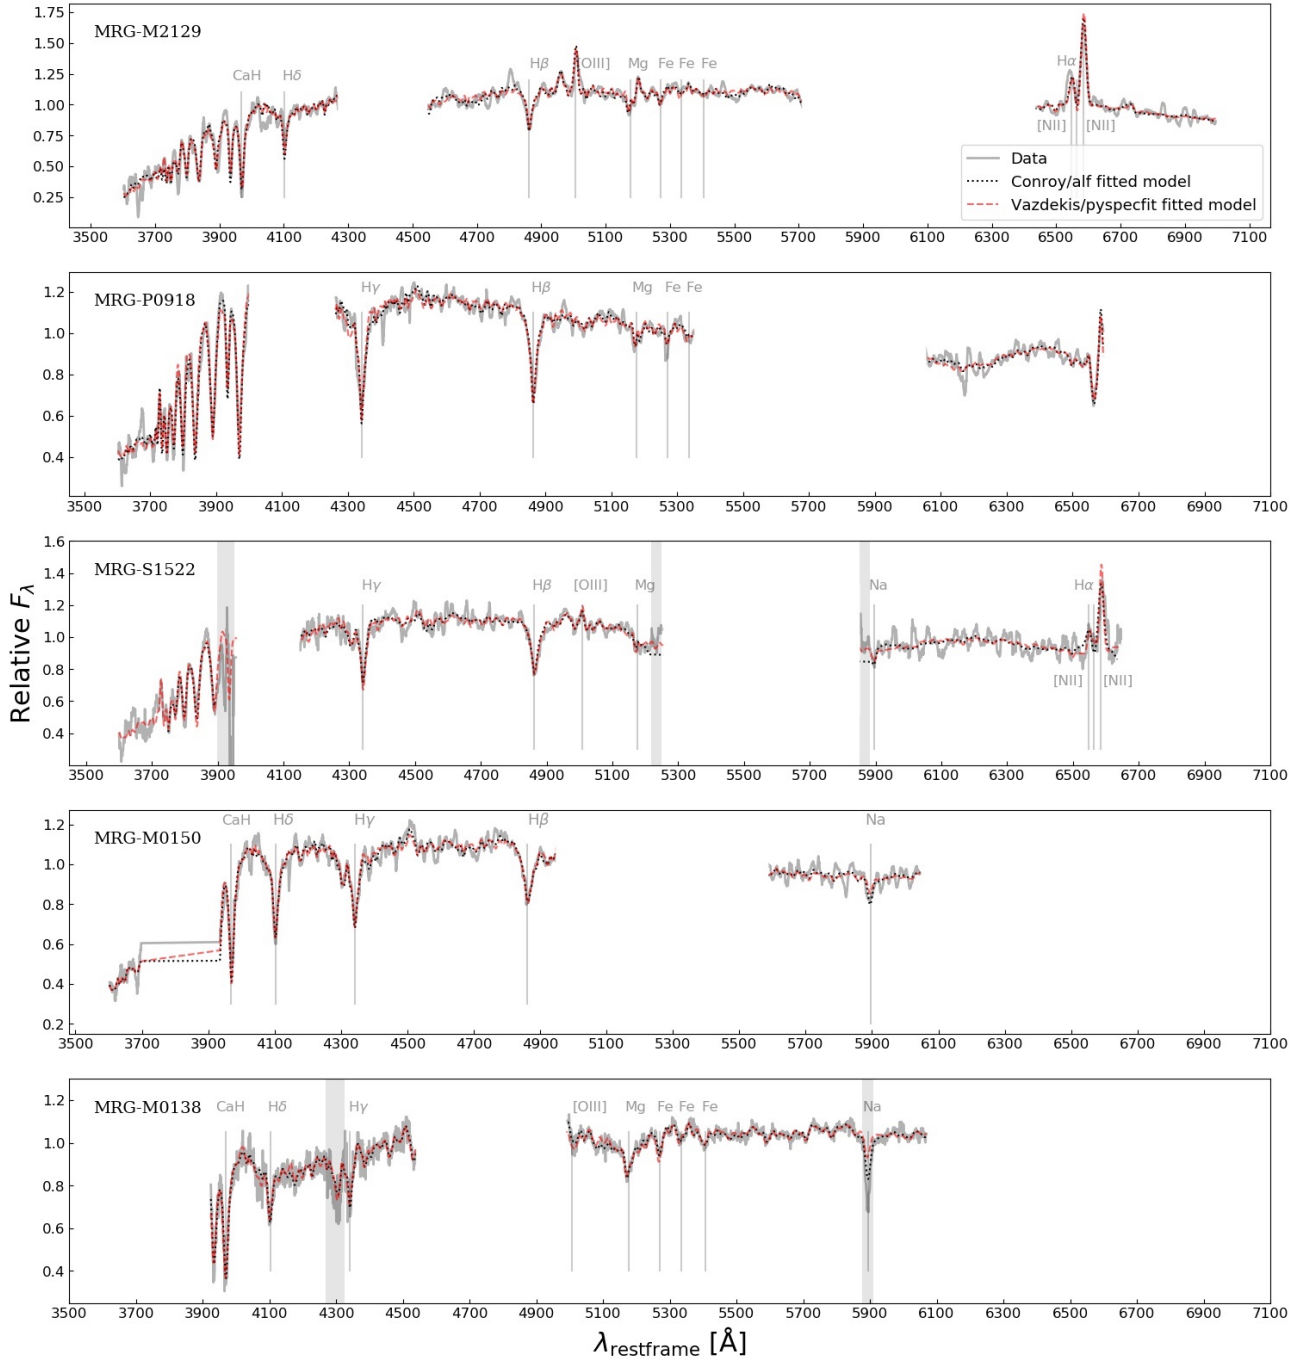 MRG-M2129
CaH Hδ Hβ [OIII] Mg Fe Fe Fe Hα
[NII] [NII]
Data
Conroy/alf fitted model
Vazdekis/pyspecfit fitted model
1.75
1.50
1.25
1.00
0.75
0.50
0.25
3500 3700 3900 4100 4300 4500 4700 4900 5100 5300 5500 5700 5900 6100 6300 6500 6700 6900 7100
MRG-P0918
Hγ Hβ Mg Fe Fe
1.2
1.0
0.8
0.6
0.4
3500 3700 3900 4100 4300 4500 4700 4900 5100 5300 5500 5700 5900 6100 6300 6500 6700 6900 7100
MRG-S1522
Hγ Hβ [OIII] Mg Na Hα
[NII] [NII]
1.6
1.4
1.2
1.0
0.8
0.6
0.4
3500 3700 3900 4100 4300 4500 4700 4900 5100 5300 5500 5700 5900 6100 6300 6500 6700 6900 7100
Relative Fλ
MRG-M0150
CaH Hδ Hγ Hβ Na
1.2
1.0
0.8
0.6
0.4
0.2
3500 3700 3900 4100 4300 4500 4700 4900 5100 5300 5500 5700 5900 6100 6300 6500 6700 6900 7100
MRG-M0138
CaH Hδ Hγ [OIII] Mg Fe Fe Fe Na
1.2
1.0
0.8
0.6
0.4
3500 3700 3900 4100 4300 4500 4700 4900 5100 5300 5500 5700 5900 6100 6300 6500 6700 6900 7100
λrestframe [Å]